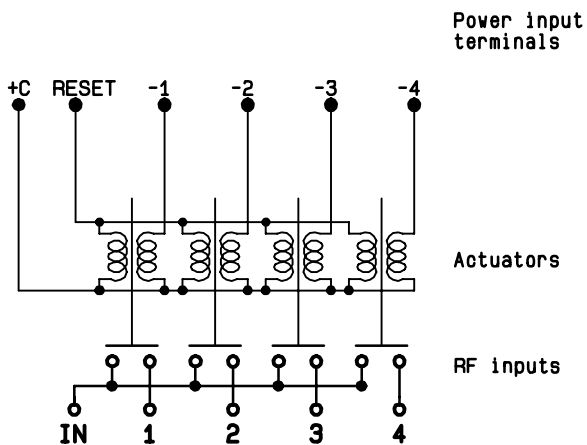 Power input
terminals
+C RESET -1 -2 -3 -4
Actuators
RF inputs
IN 1 2 3 4